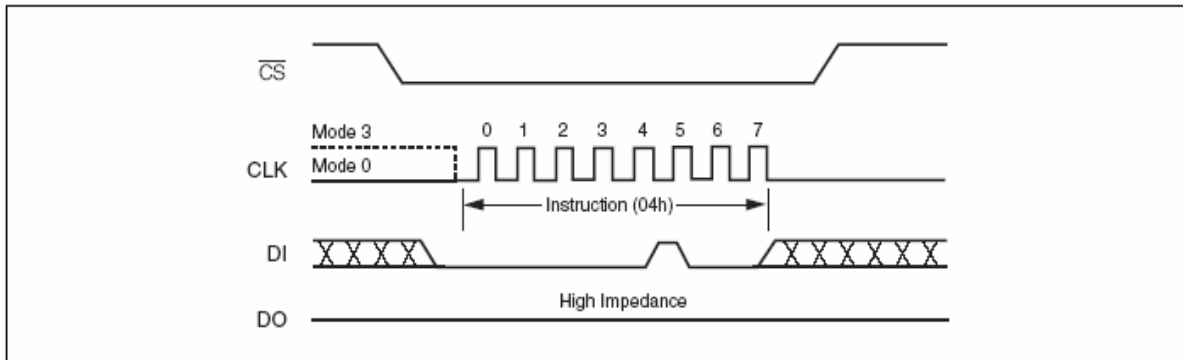 CS
Mode 3
0 1 2 3 4 5 6 7
CLK
Mode 0
Instruction (04h)
DI
High Impedance
DO